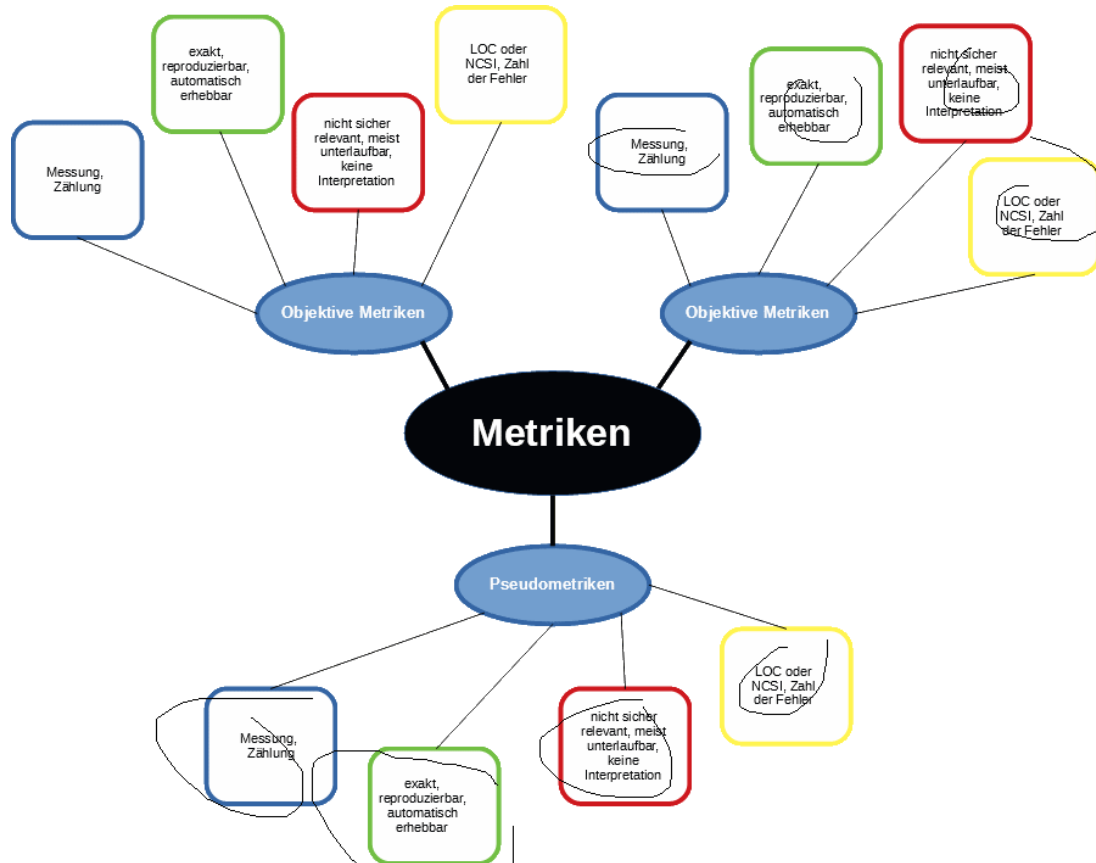 exakt,
reproduzierbar,
automatisch
erhebbar
LOC oder
NCSI, Zahl
der Fehler
Messung,
Zählung
nicht sicher
relevant, meist
unterlaufbar,
keine
Interpretation
Objektive Metriken
nicht sicher
relevant, meist
unterlaufbar,
keine
Interpretation
exakt,
reproduzierbar,
automatisch
erhebbar
Messung,
Zählung
LOC oder
NCSI, Zahl
der Fehler
Objektive Metriken
Metriken
Pseudometriken
Messung,
Zählung
exakt,
reproduzierbar,
automatisch
erhebbar
nicht sicher
relevant, meist
unterlaufbar,
keine
Interpretation
LOC oder
NCSI, Zahl
der Fehler